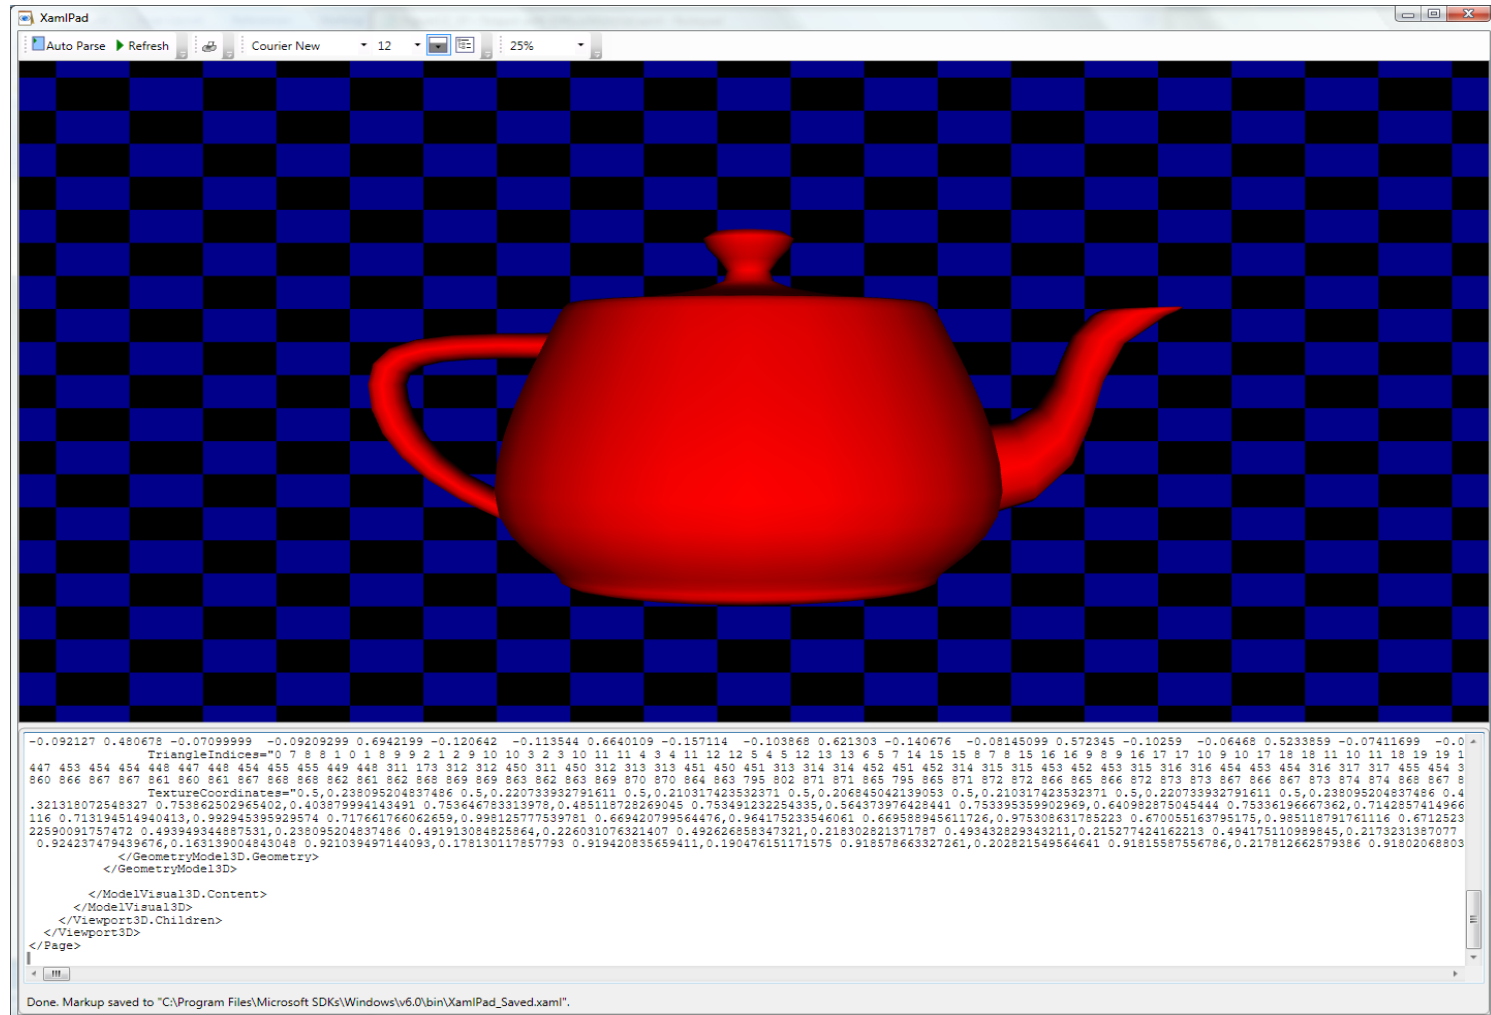 XamlPad
Auto Parse Refresh Courier New 12 25%
-0.092127 0.480678 -0.07099999 -0.09209299 0.6942199 -0.120642 -0.113544 0.6640109 -0.157114 -0.103868 0.621303 -0.140676 -0.08145099 0.572345 -0.10259 -0.06468 0.5233859 -0.07411699 -0.0
TriangleIndices="0 7 8 8 1 0 1 8 9 9 2 1 2 9 10 10 3 2 3 10 11 11 4 3 4 11 12 12 5 4 5 12 13 13 6 5 7 14 15 15 8 7 8 15 16 16 9 8 9 16 17 17 10 9 10 17 18 18 11 10 11 18 19 19 1
447 453 454 454 448 447 448 454 455 455 449 448 311 173 312 312 450 311 450 312 313 313 451 450 451 313 314 314 452 451 452 314 315 315 453 452 453 315 316 316 454 453 454 316 317 317 455 454 3
860 866 867 867 861 860 861 867 868 868 862 861 862 868 869 869 863 862 863 869 870 870 864 863 795 802 871 871 865 795 865 871 872 872 866 865 866 872 873 873 867 866 867 873 874 874 868 867 8
TextureCoordinates="0.5,0.238095204837486 0.5,0.220733932791611 0.5,0.210317423532371 0.5,0.206845042139053 0.5,0.210317423532371 0.5,0.220733932791611 0.5,0.238095204837486 0.4
.321318072548327 0.753862502965402,0.403879994143491 0.753646783313978,0.485118728269045 0.753491232254335,0.564373976428441 0.753395359902969,0.640982875045444 0.75336196667362,0.71428571414966
116 0.713194514940413,0.992945395929574 0.717661766062659,0.998125777539781 0.669420799564476,0.964175233546061 0.669588945611726,0.975308631785223 0.670055163795175,0.985118791761116 0.6712523
22590091757472 0.493949344887531,0.238095204837486 0.491913084825864,0.226031076321407 0.492626858347321,0.218302821371787 0.493432829343211,0.215277424162213 0.494175110989845,0.2173231387077
0.924237479439676,0.163139004843048 0.921039497144093,0.178130117857793 0.919420835659411,0.190476151171575 0.918578663327261,0.202821549564641 0.91815587556786,0.217812662579386 0.91802068803
</GeometryModel3D.Geometry>
</GeometryModel3D>
</ModelVisual3D.Content>
</ModelVisual3D>
</Viewport3D.Children>
</Viewport3D>
</Page>
Done. Markup saved to "C:\Program Files\Microsoft SDKs\Windows\v6.0\bin\XamlPad_Saved.xaml".